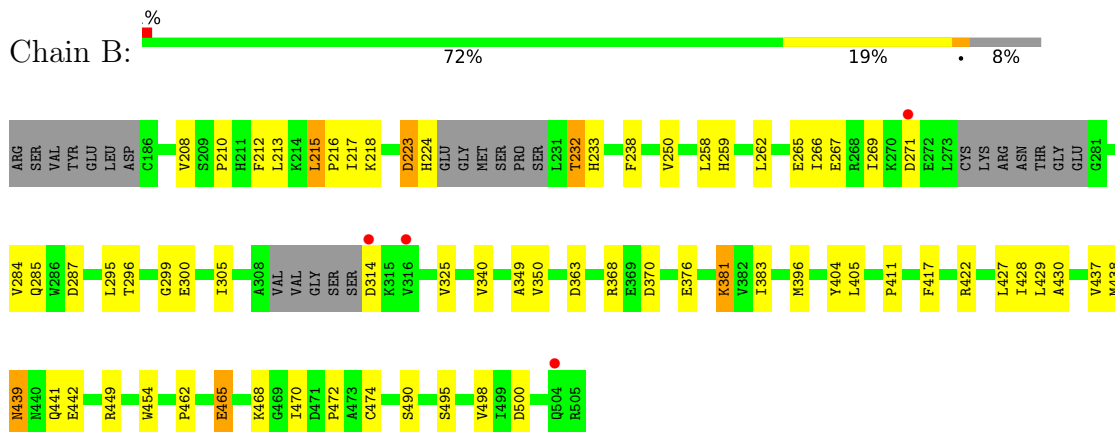 %
Chain B:
72% 19% • 8%
ARG SER VAL TYR GLU LEU ASP C186 V208 S209 P210 H211 F212 L213 K214 L215 P216 I217 K218 D223 H224 GLU GLY MET SER PRO SER L231 T232 H233 F238 V250 L258 H259 L262 E265 I266 E267 R268 I269 K270 D271 E272 L273 CYS LYS ARG ASN THR GLY GLU G281
V284 Q285 W286 D287 L295 T296 G299 E300 I305 A308 VAL VAL GLY SER SER D314 K315 V316 V325 V340 A349 V350 D363 R368 E369 D370 E376 K381 V382 I383 M396 Y404 L405 P411 F417 R422 L427 I428 L429 A430 V437 M438
N439 N440 Q441 E442 R449 W454 P462 E465 K468 G469 I470 D471 P472 A473 C474 S490 S495 V498 I499 D500 Q504 R505